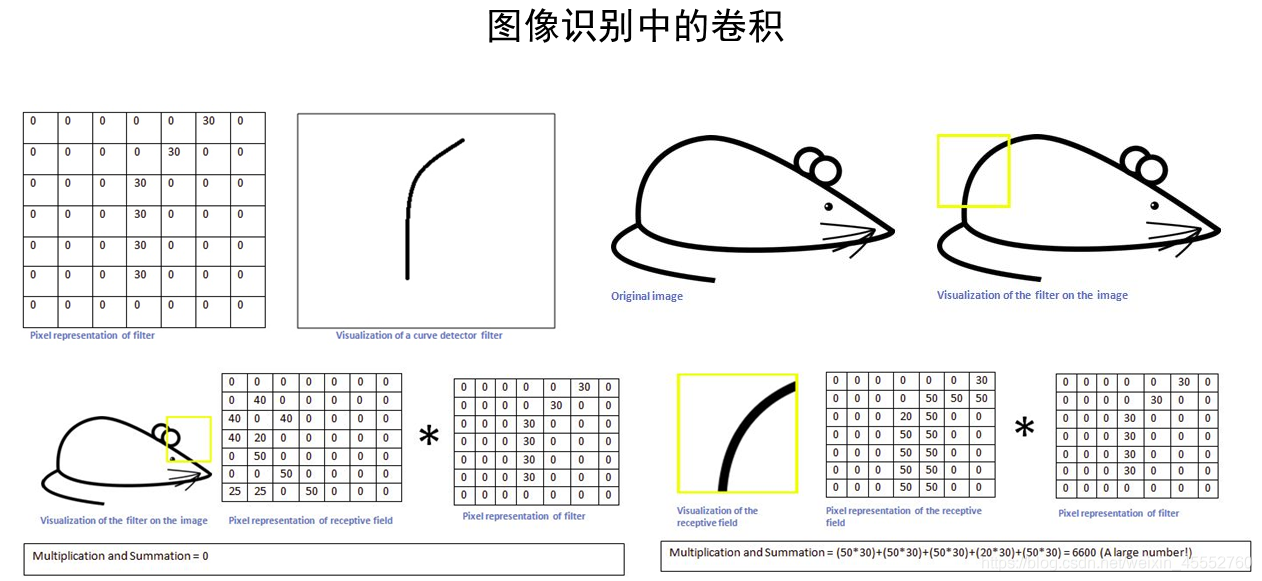 图像识别中的卷积
0 0 0 0 0 30 0
0 0 0 0 30 0 0
0 0 0 30 0 0 0
0 0 0 30 0 0 0
0 0 0 30 0 0 0
0 0 0 30 0 0 0
0 0 0 0 0 0 0
Pixel representation of filter
Visualization of a curve detector filter
Original image
Visualization of the filter on the image
Visualization of the filter on the image
0 0 0 0 0 0 0
0 40 0 0 0 0 0
40 0 40 0 0 0 0
40 20 0 0 0 0 0
0 50 0 0 0 0 0
0 0 50 0 0 0 0
25 25 0 50 0 0 0
Pixel representation of receptive field
*
0 0 0 0 0 30 0
0 0 0 0 30 0 0
0 0 0 30 0 0 0
0 0 0 30 0 0 0
0 0 0 30 0 0 0
0 0 0 30 0 0 0
0 0 0 0 0 0 0
Pixel representation of filter
Multiplication and Summation = 0
Visualization of the
receptive field
0 0 0 0 0 0 30
0 0 0 0 50 50 50
0 0 0 20 50 0 0
0 0 0 50 50 0 0
0 0 0 50 50 0 0
0 0 0 50 50 0 0
0 0 0 50 50 0 0
Pixel representation of the receptive
field
*
0 0 0 0 0 30 0
0 0 0 0 30 0 0
0 0 0 30 0 0 0
0 0 0 30 0 0 0
0 0 0 30 0 0 0
0 0 0 30 0 0 0
0 0 0 0 0 0 0
Pixel representation of filter
Multiplication and Summation = (50*30)+(50*30)+(50*30)+(20*30)+(50*30) = 6600 (A large number!)
https://blog.csdn.net/weixin_45552760